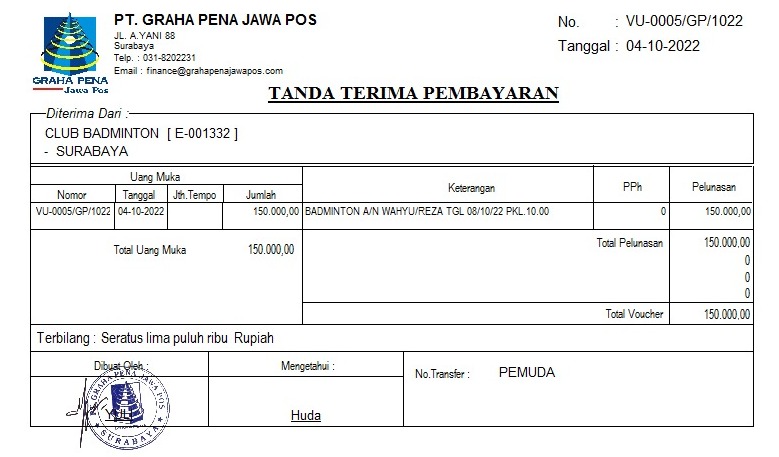 PT. GRAHA PENA JAWA POS
JL. A.YANI 88
Surabaya
Telp. : 031-8202231
Email : finance@grahapenajawapos.com
GRAHA PENA
Jawa Pos
No. : VU-0005/GP/1022
Tanggal : 04-10-2022
TANDA TERIMA PEMBAYARAN
Diterima Dari :
CLUB BADMINTON [ E-001332 ]
- SURABAYA
Uang Muka
Nomor Tanggal Jth.Tempo Jumlah Keterangan PPh Pelunasan
VU-0005/GP/1022 04-10-2022 150.000,00 BADMINTON A/N WAHYU/REZA TGL 08/10/22 PKL.10.00 0 150.000,00
Total Uang Muka 150.000,00
Total Pelunasan 150.000,00
0
0
0
Total Voucher 150.000,00
Terbilang : Seratus lima puluh ribu Rupiah
Dibuat Oleh : Mengetahui : No.Transfer : PEMUDA
PT. GRAHA PENA JAWA POS
SURABAYA
Huda